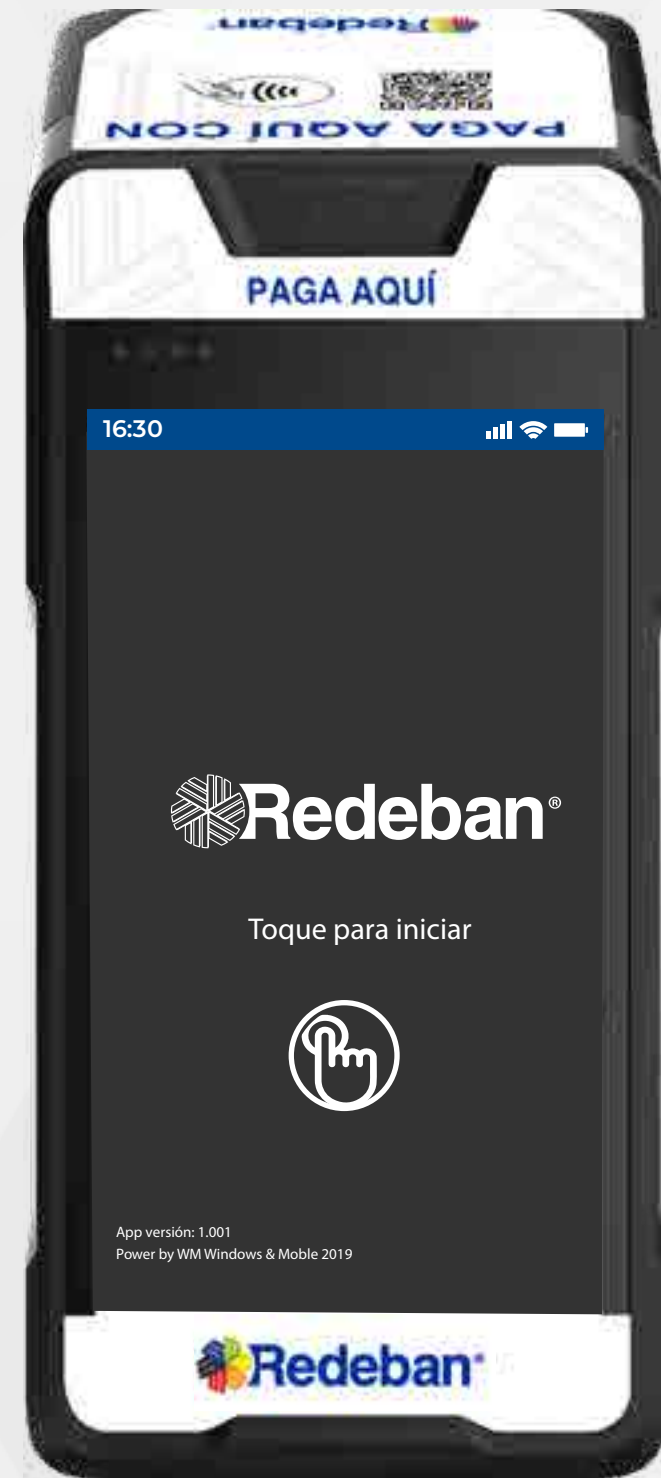 Redeban
PAGA AQUÍ CON
PAGA AQUÍ
16:30
Redeban®
Toque para iniciar
App versión: 1.001
Power by WM Windows & Moble 2019
Redeban